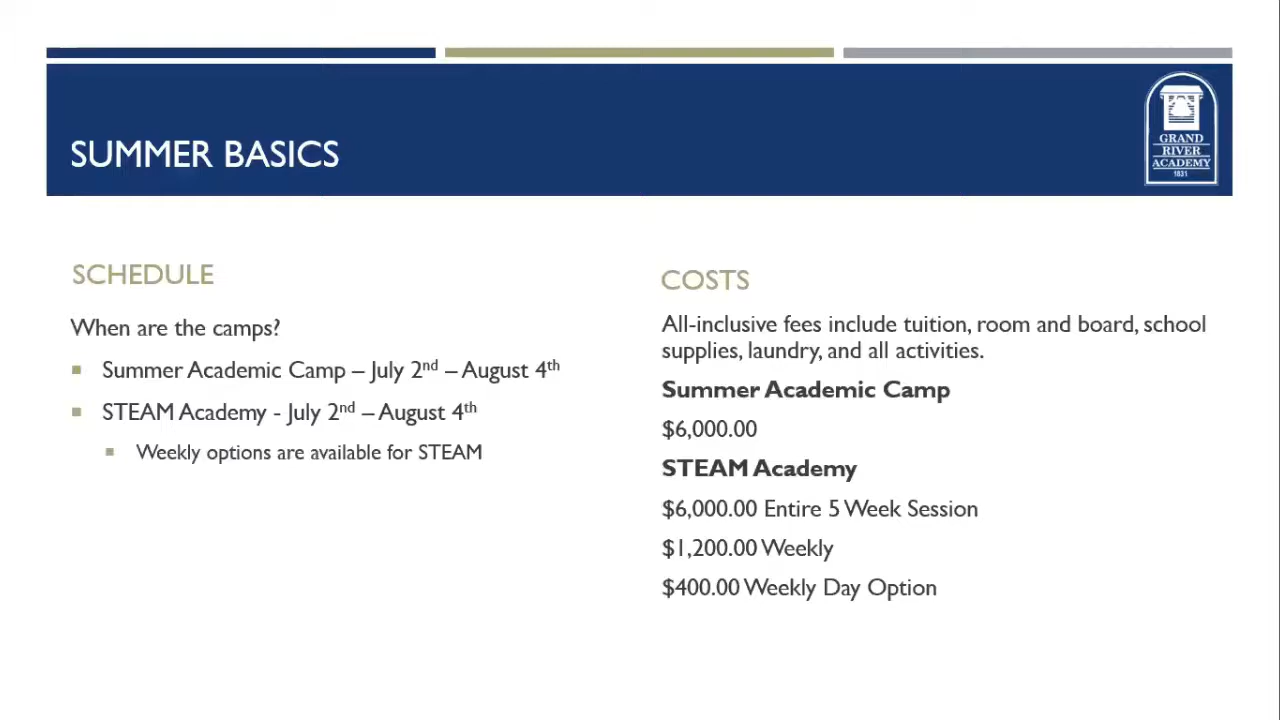 SUMMER BASICS
GRAND
RIVER
ACADEMY
1831
SCHEDULE
When are the camps?
Summer Academic Camp – July 2nd – August 4th
STEAM Academy - July 2nd – August 4th
Weekly options are available for STEAM
COSTS
All-inclusive fees include tuition, room and board, school
supplies, laundry, and all activities.
Summer Academic Camp
$6,000.00
STEAM Academy
$6,000.00 Entire 5 Week Session
$1,200.00 Weekly
$400.00 Weekly Day Option